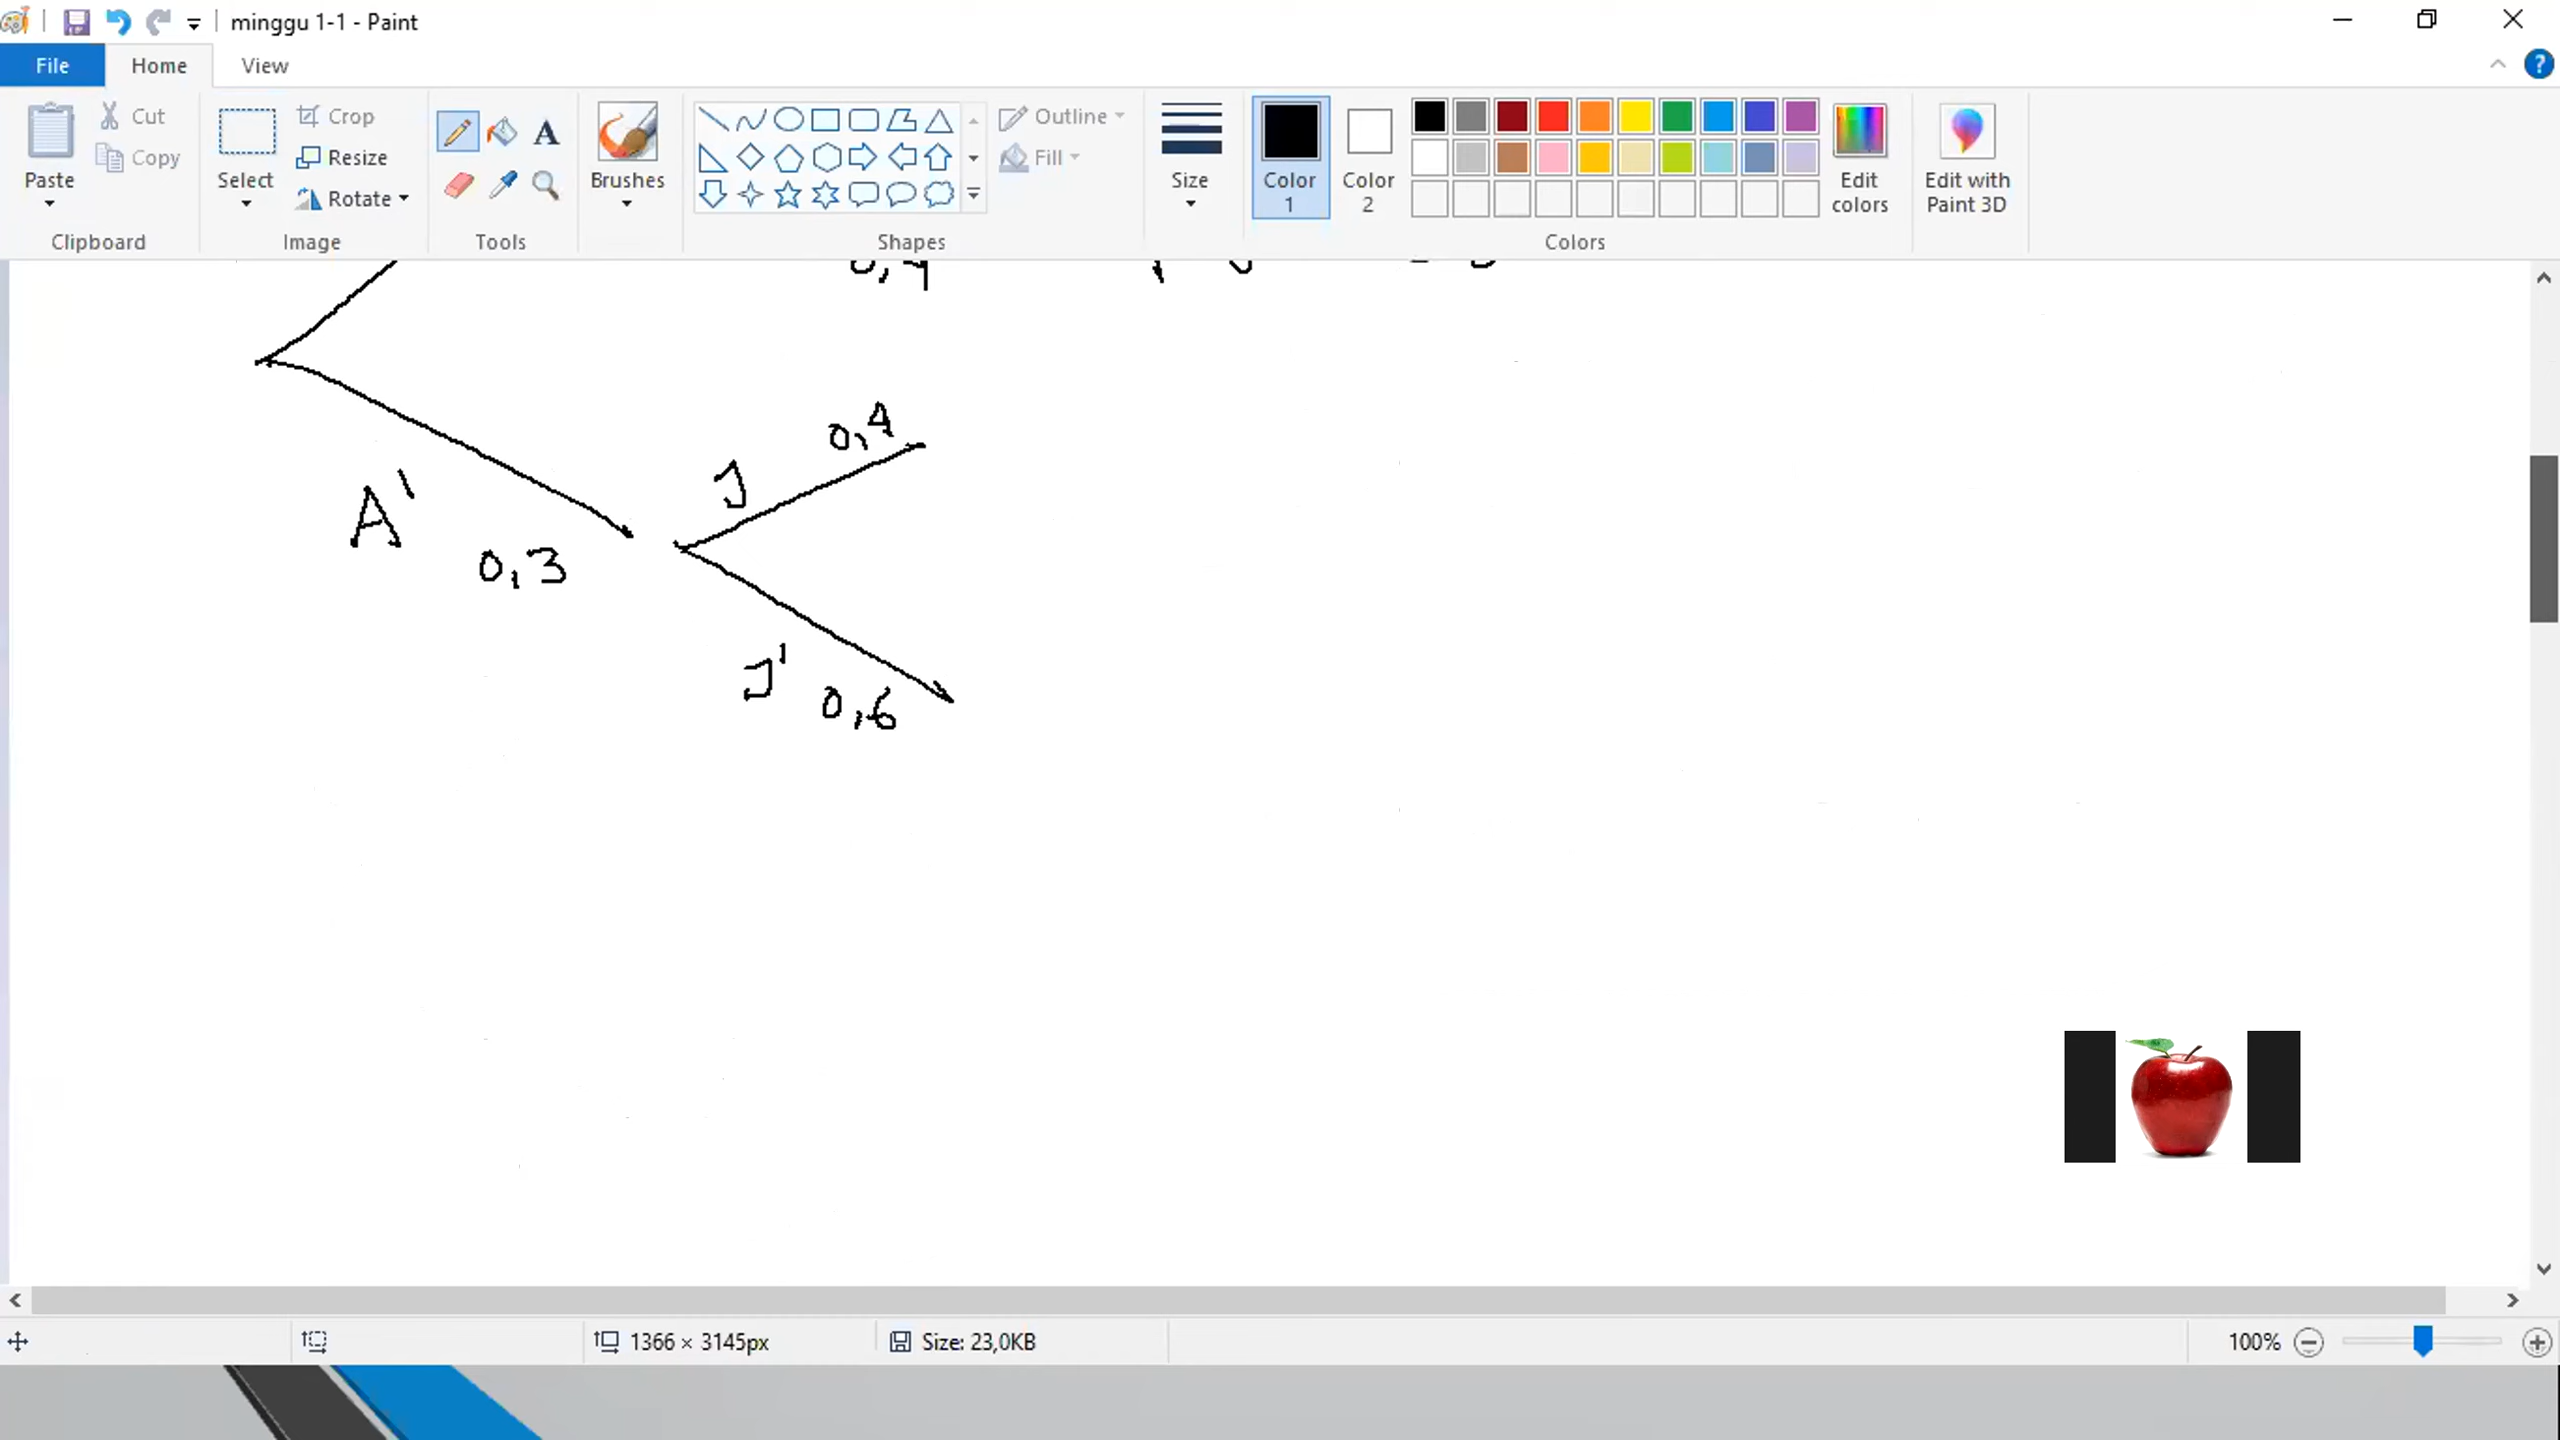 minggu 1-1 - Paint
File Home View
Paste
Cut
Copy
Clipboard
Select
Crop
Resize
Rotate
Image
A
Tools
Brushes
Shapes
Outline
Fill
Size
Color 1
Color 2
Edit colors
Colors
Edit with Paint 3D
?
0,4
J
A'
0,3
J'
0,6
1366 × 3145px
Size: 23,0KB
100%